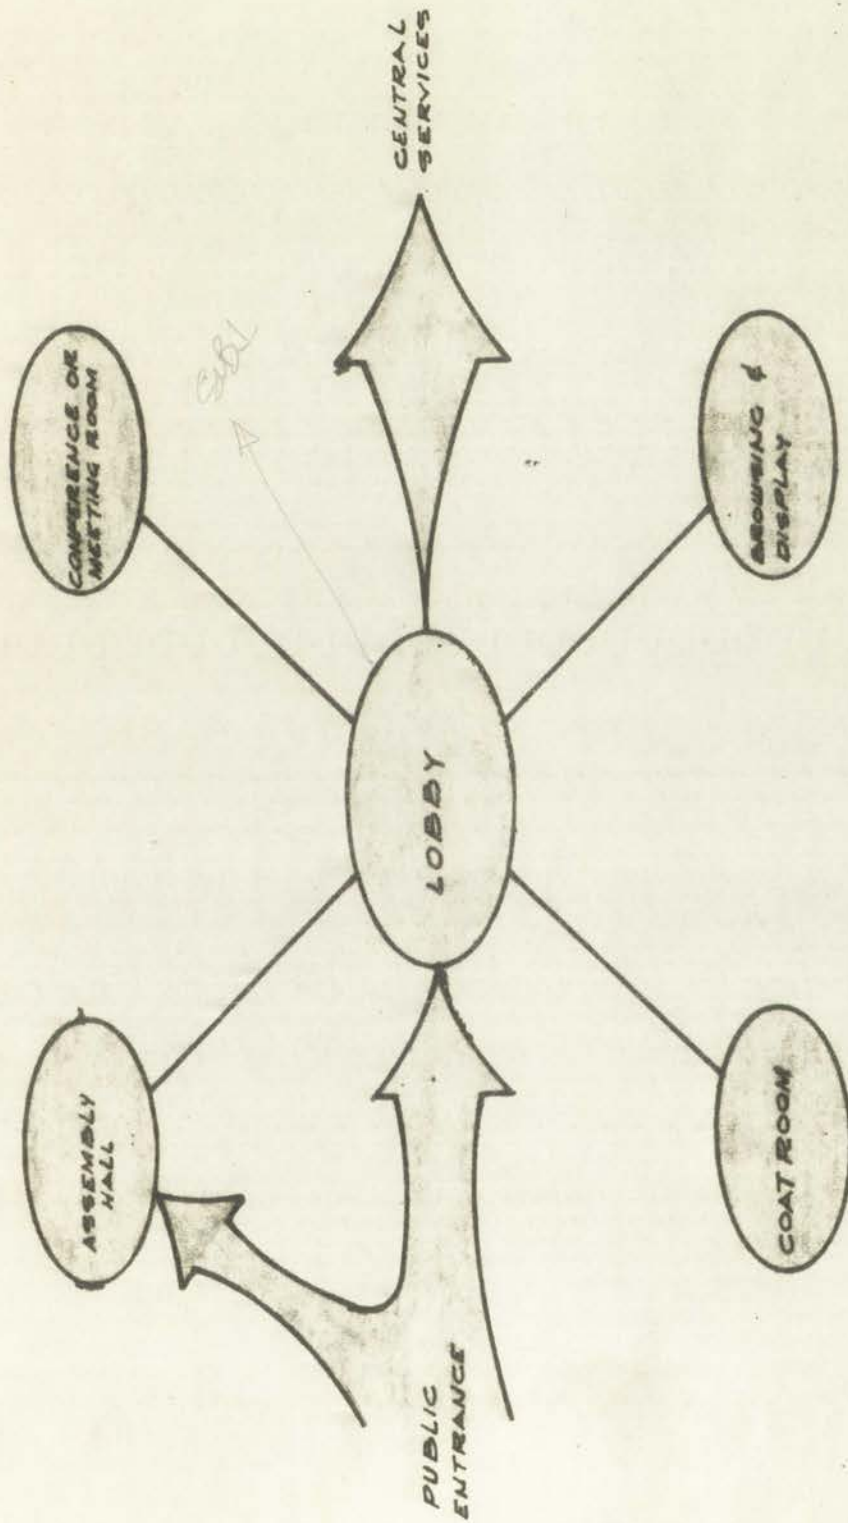 ASSEMBLY
HALL
CONFERENCE OR
MEETING ROOM
PUBLIC
ENTRANCE
LOBBY
CENTRAL
SERVICES
COAT ROOM
BROWSING &
DISPLAY